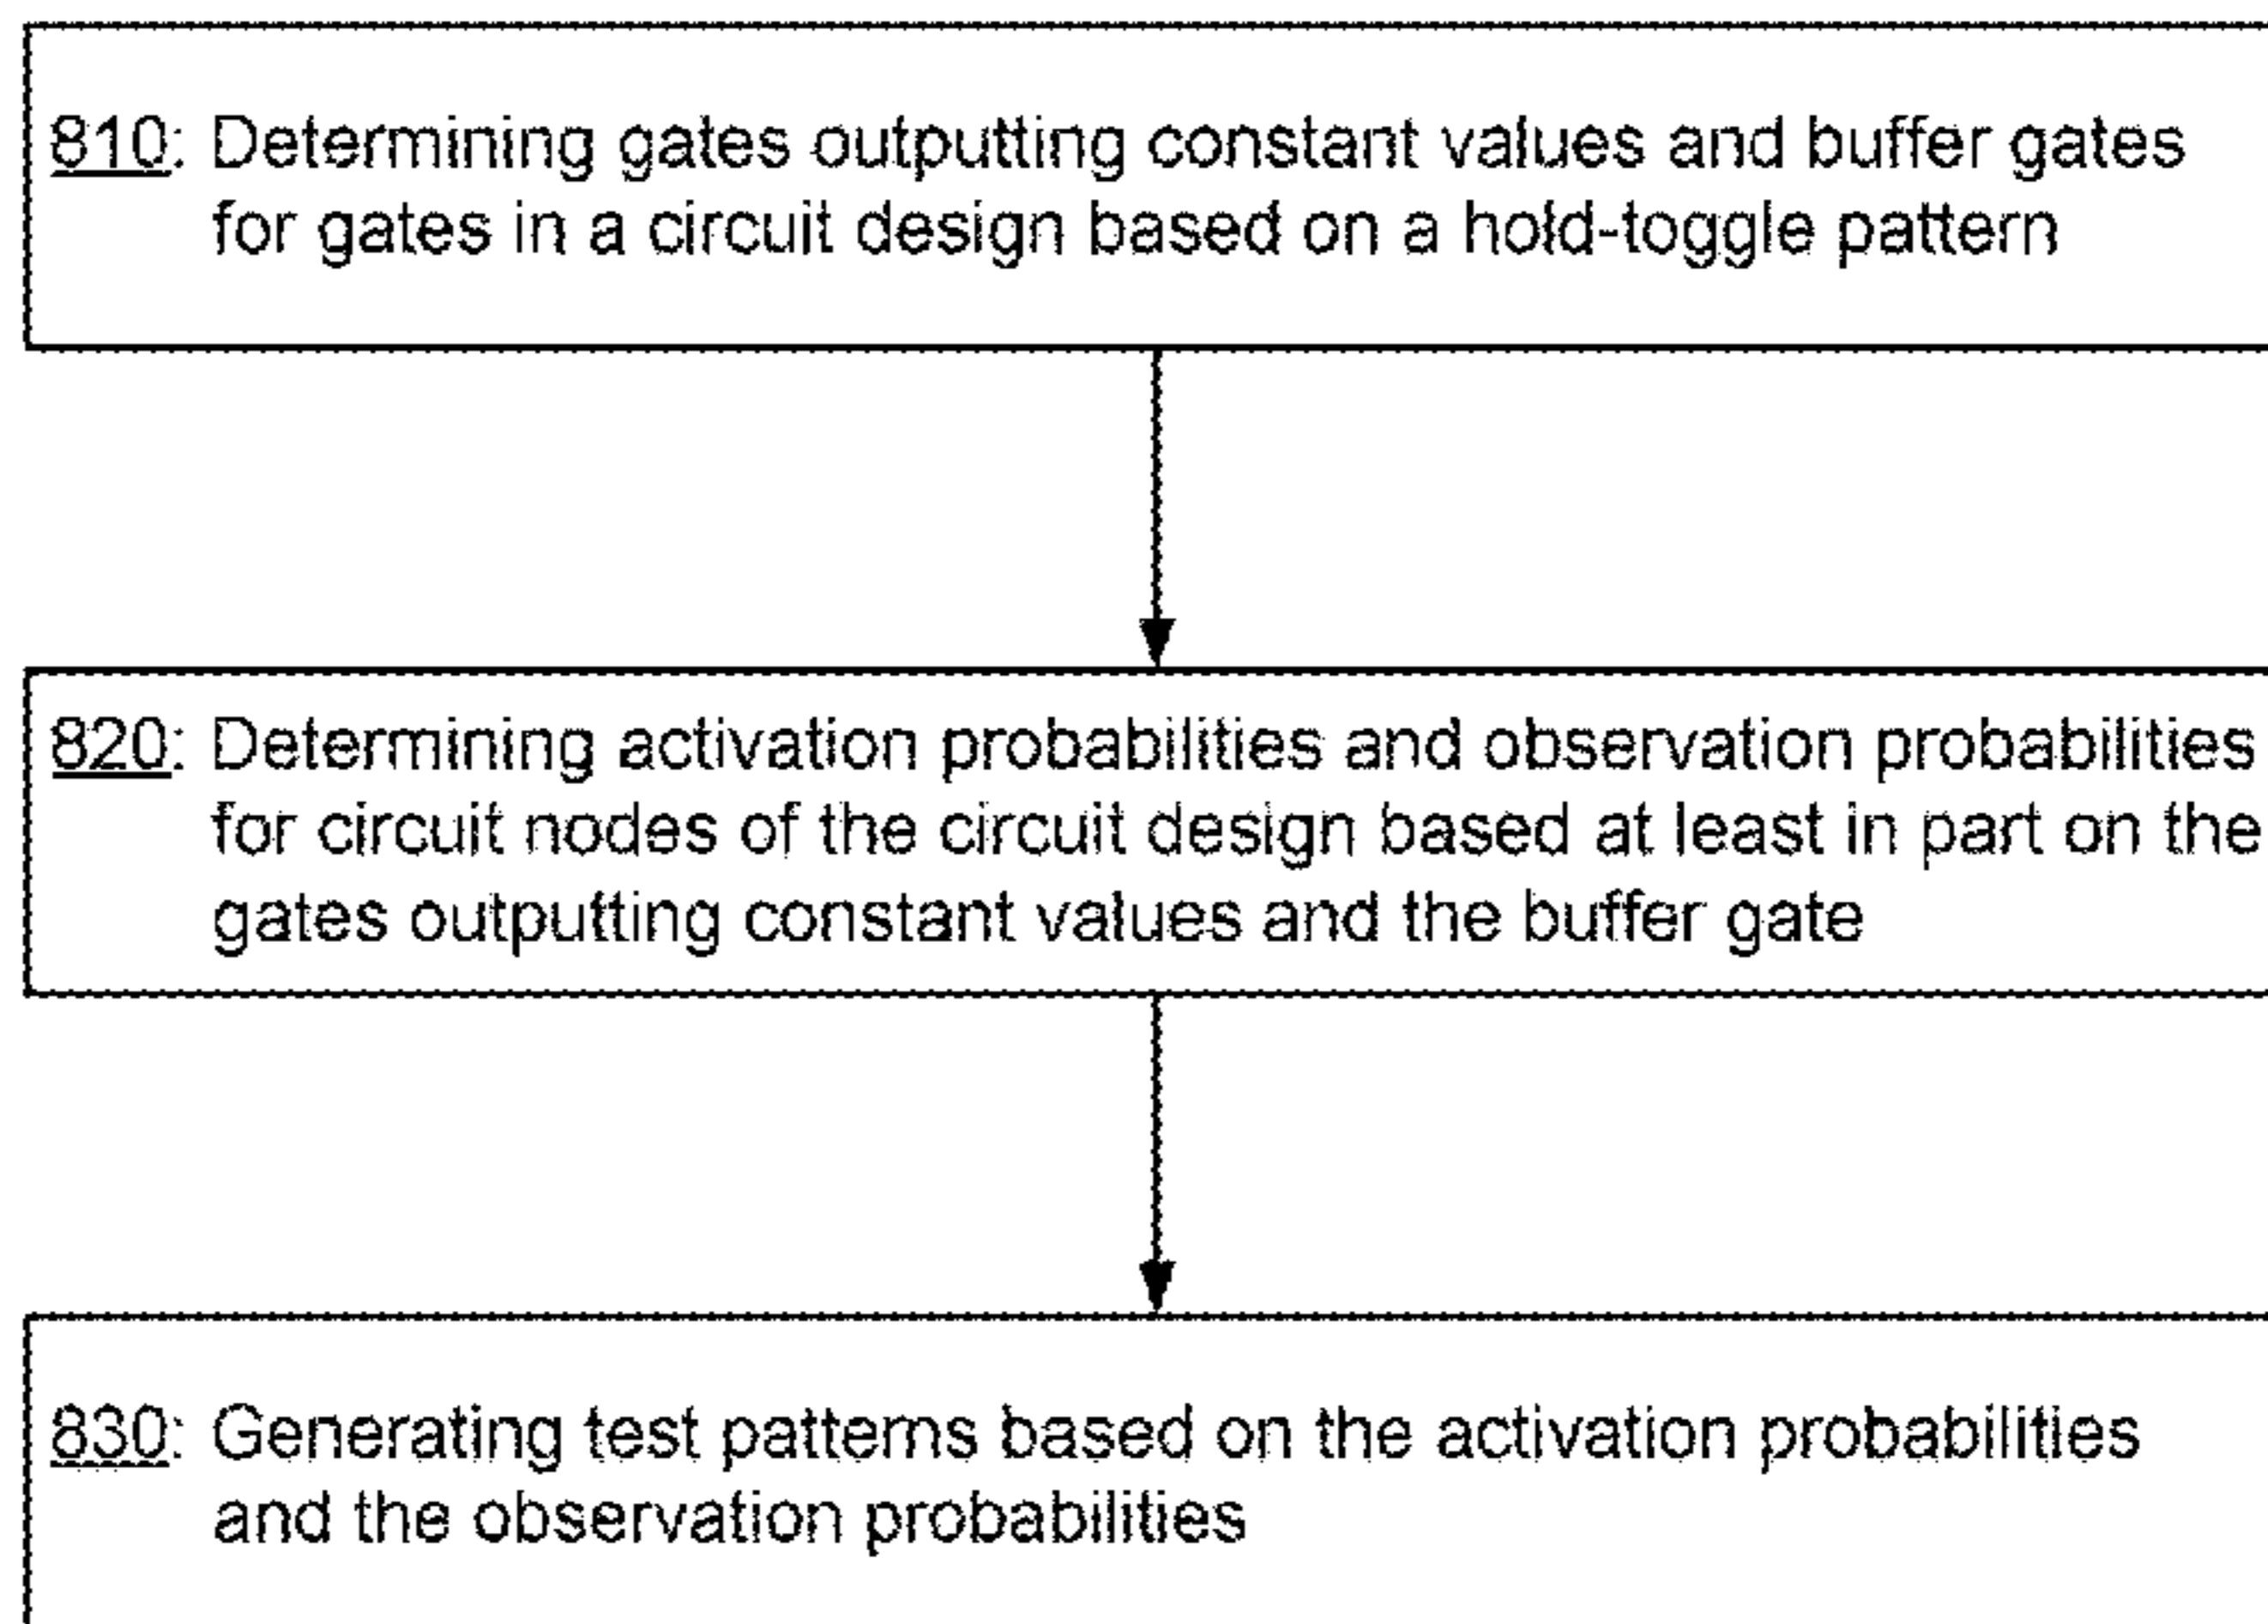 810: Determining gates outputting constant values and buffer gates
for gates in a circuit design based on a hold-toggle pattern
820: Determining activation probabilities and observation probabilities
for circuit nodes of the circuit design based at least in part on the
gates outputting constant values and the buffer gate
830: Generating test patterns based on the activation probabilities
and the observation probabilities